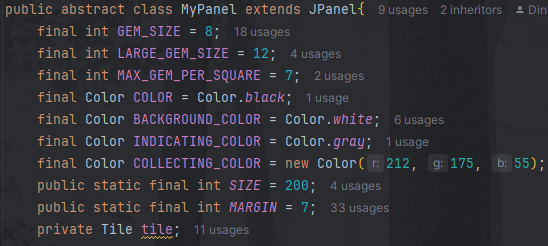 public abstract class MyPanel extends JPanel{ 9 usages 2 inheritors Din
final int GEM_SIZE = 8; 18 usages
final int LARGE_GEM_SIZE = 12; 4 usages
final int MAX_GEM_PER_SQUARE = 7; 2 usages
final Color COLOR = Color.black; 1 usage
final Color BACKGROUND_COLOR = Color.white; 6 usages
final Color INDICATING_COLOR = Color.gray; 1 usage
final Color COLLECTING_COLOR = new Color( r: 212, g: 175, b: 55);
public static final int SIZE = 200; 4 usages
public static final int MARGIN = 7; 33 usages
private Tile tile; 11 usages